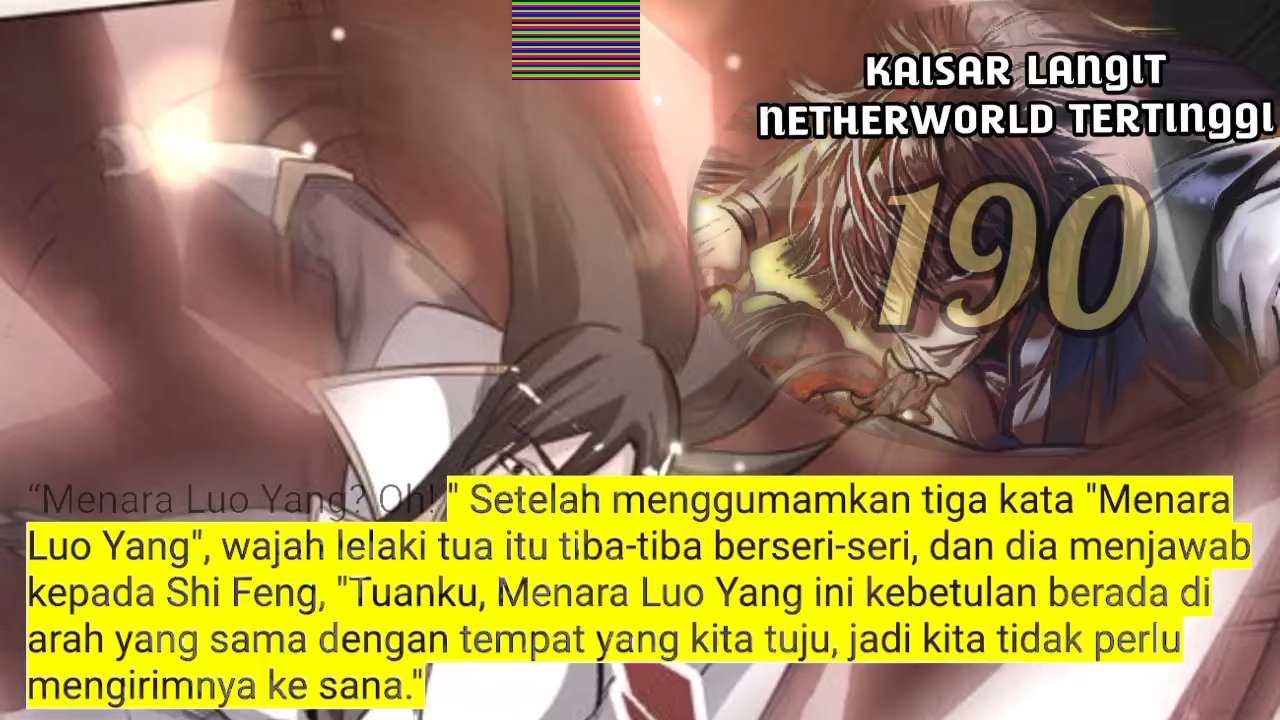 KAISAR LANGIT
NETHERWORLD TERTINGGI
190
“Menara Luo Yang? Oh! " Setelah menggumamkan tiga kata "Menara
Luo Yang", wajah lelaki tua itu tiba-tiba berseri-seri, dan dia menjawab
kepada Shi Feng, "Tuanku, Menara Luo Yang ini kebetulan berada di
arah yang sama dengan tempat yang kita tuju, jadi kita tidak perlu
mengirimnya ke sana."